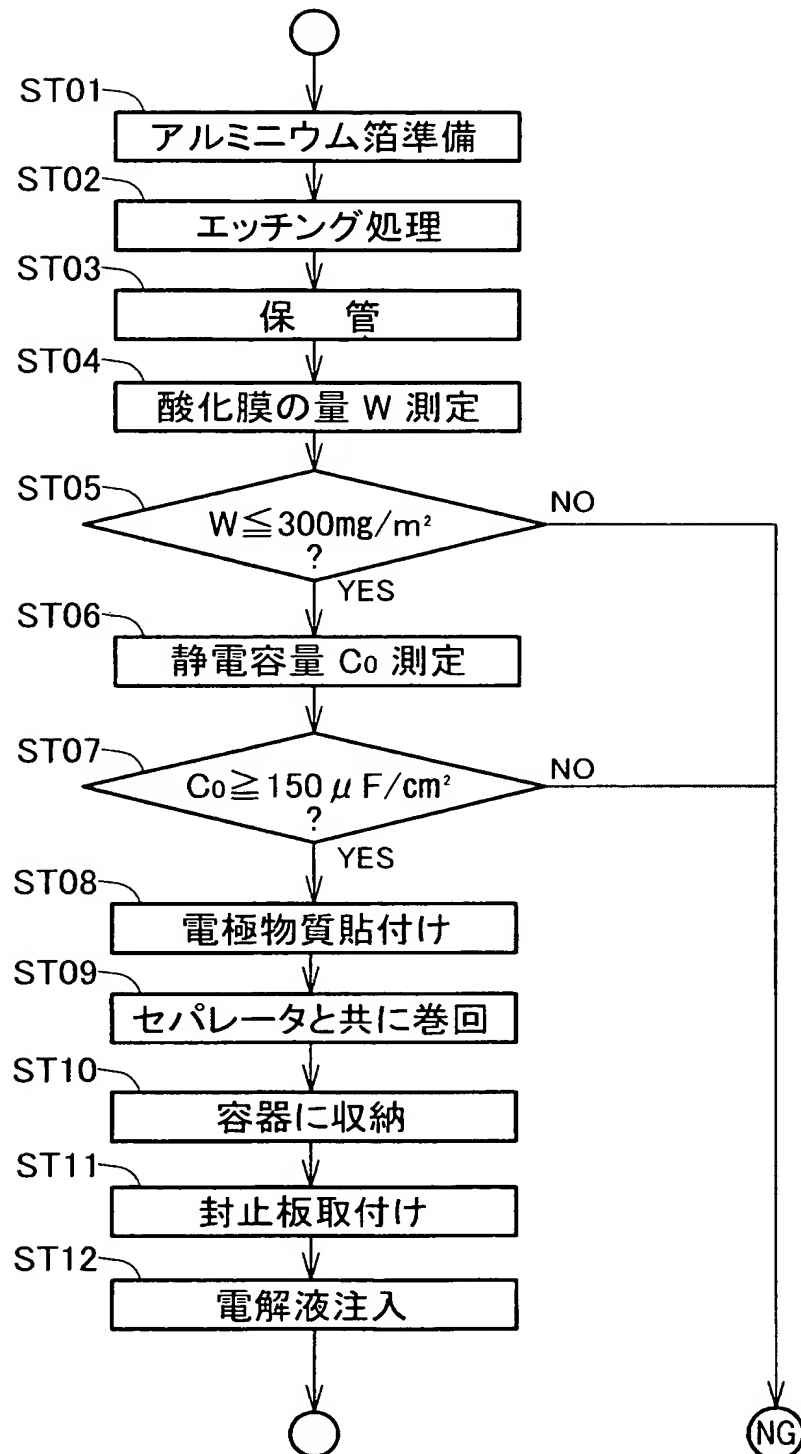 ST01
アルミニウム箔準備
ST02
エッチング処理
ST03
保 管
ST04
酸化膜の量 W 測定
ST05
W≦300mg/m²
?
NO
YES
ST06
静電容量 C₀ 測定
ST07
C₀≧150μF/cm²
?
NO
YES
ST08
電極物質貼付け
ST09
セパレータと共に巻回
ST10
容器に収納
ST11
封止板取付け
ST12
電解液注入
NG